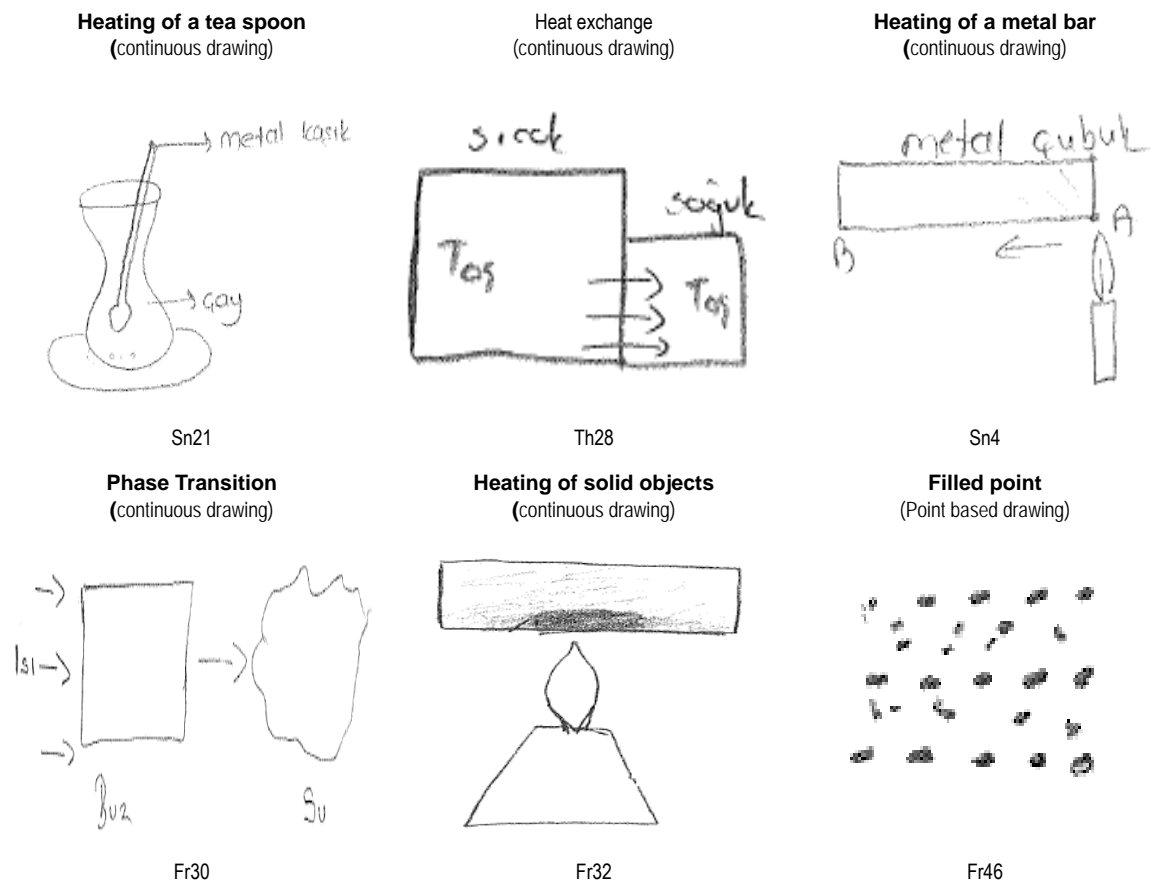 Heating of a tea spoon
(continuous drawing)
metal kaşık
çay
Sn21
Heat exchange
(continuous drawing)
sıcak
soğuk
Toş
Toş
Th28
Heating of a metal bar
(continuous drawing)
metal çubuk
A
B
Sn4
Phase Transition
(continuous drawing)
Isı
Buz
Su
Fr30
Heating of solid objects
(continuous drawing)
Fr32
Filled point
(Point based drawing)
Fr46